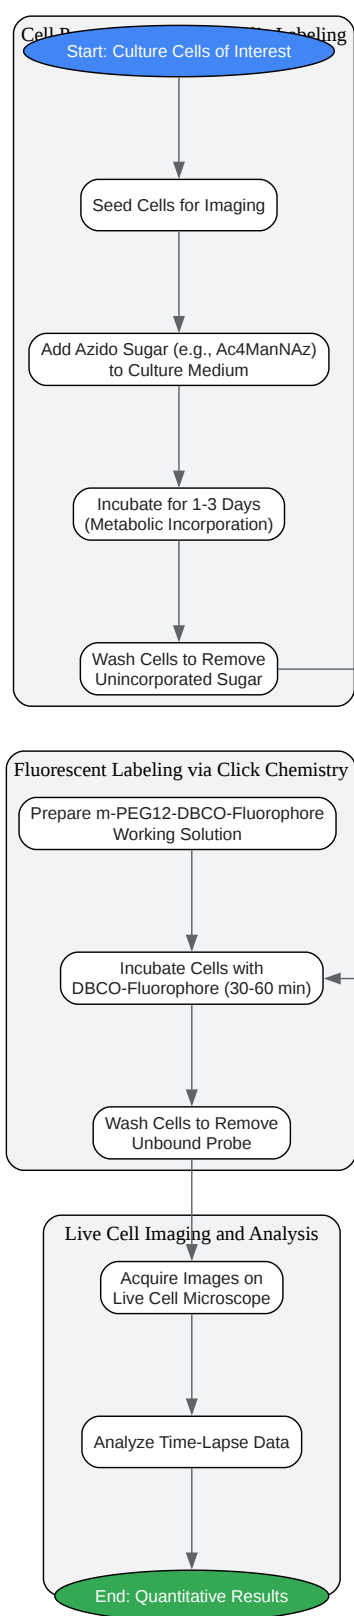 Cell
Labeling
Start: Culture Cells of Interest
Seed Cells for Imaging
Add Azido Sugar (e.g., Ac4ManNAz)
to Culture Medium
Incubate for 1-3 Days
(Metabolic Incorporation)
Wash Cells to Remove
Unincorporated Sugar
Fluorescent Labeling via Click Chemistry
Prepare m-PEG12-DBCO-Fluorophore
Working Solution
Incubate Cells with
DBCO-Fluorophore (30-60 min)
Wash Cells to Remove
Unbound Probe
Live Cell Imaging and Analysis
Acquire Images on
Live Cell Microscope
Analyze Time-Lapse Data
End: Quantitative Results